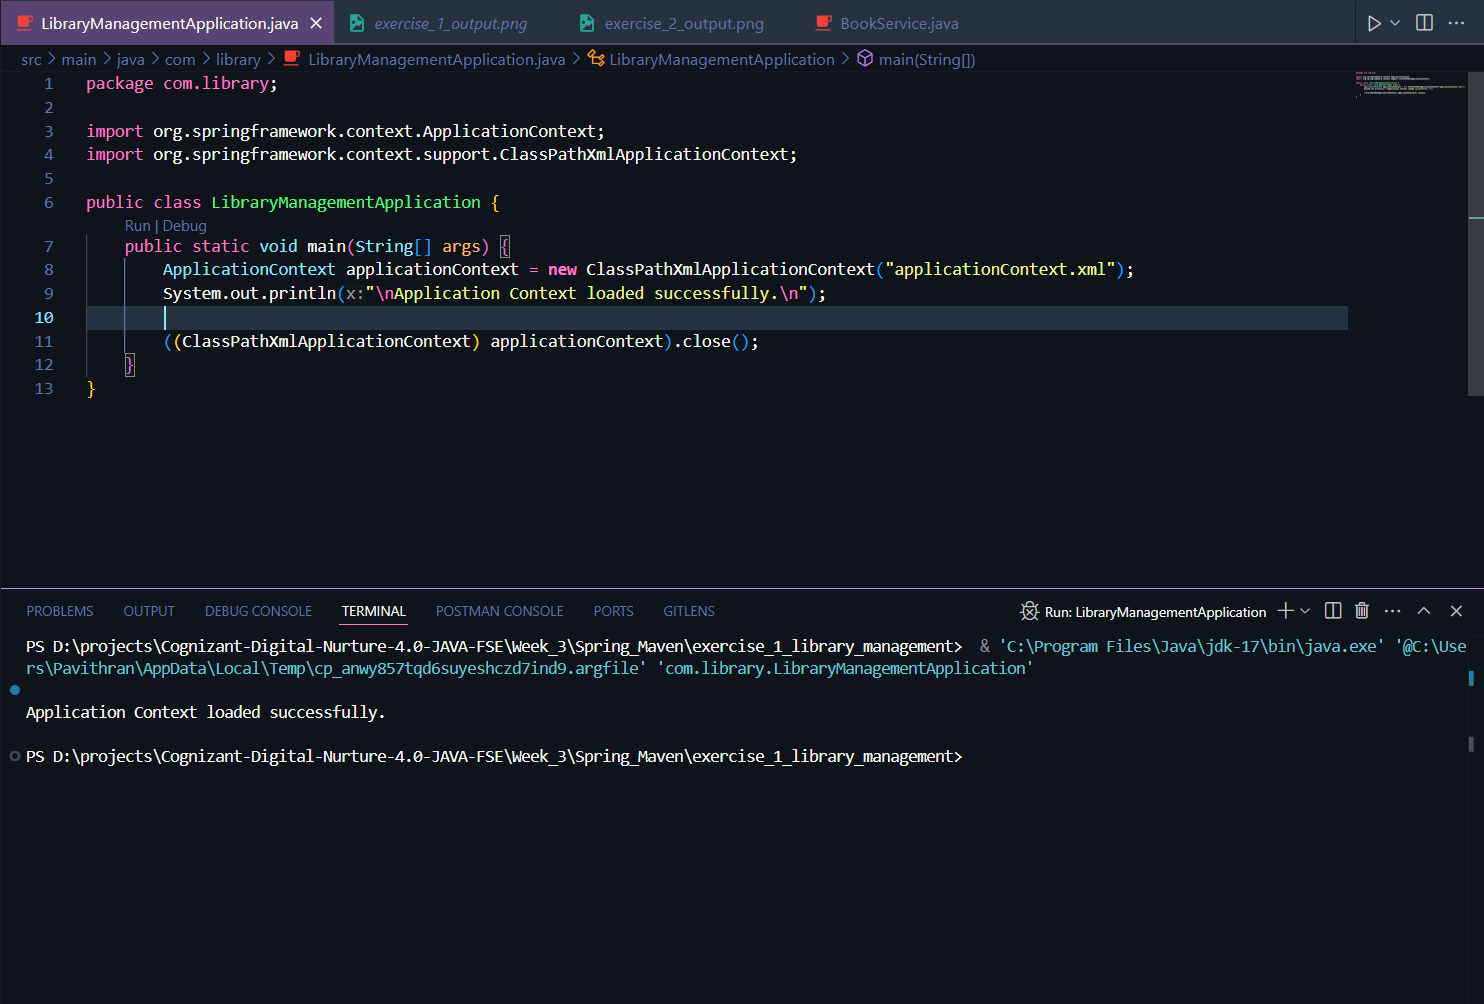 LibraryManagementApplication.java exercise_1_output.png exercise_2_output.png BookService.java
src > main > java > com > library > LibraryManagementApplication.java > LibraryManagementApplication > main(String[])
1 package com.library;
2
3 import org.springframework.context.ApplicationContext;
4 import org.springframework.context.support.ClassPathXmlApplicationContext;
5
6 public class LibraryManagementApplication {
Run | Debug
7 public static void main(String[] args) {
8 ApplicationContext applicationContext = new ClassPathXmlApplicationContext("applicationContext.xml");
9 System.out.println(x:"\nApplication Context loaded successfully.\n");
10
11 ((ClassPathXmlApplicationContext) applicationContext).close();
12 }
13 }
PROBLEMS OUTPUT DEBUG CONSOLE TERMINAL POSTMAN CONSOLE PORTS GITLENS Run: LibraryManagementApplication
PS D:\projects\Cognizant-Digital-Nurture-4.0-JAVA-FSE\Week_3\Spring_Maven\exercise_1_library_management> & 'C:\Program Files\Java\jdk-17\bin\java.exe' '@C:\Use
rs\Pavithran\AppData\Local\Temp\cp_anwy857tqd6suyeshczd7ind9.argfile' 'com.library.LibraryManagementApplication'
Application Context loaded successfully.
PS D:\projects\Cognizant-Digital-Nurture-4.0-JAVA-FSE\Week_3\Spring_Maven\exercise_1_library_management>